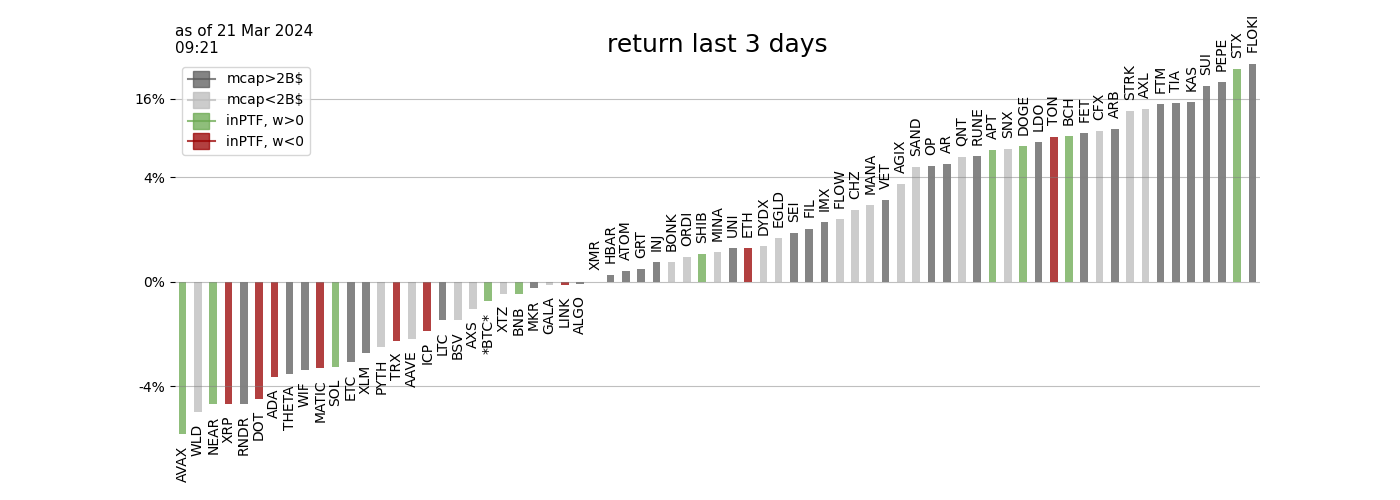 as of 21 Mar 2024
09:21
return last 3 days
mcap>2B$
mcap<2B$
inPTF, w>0
inPTF, w<0
16%
4%
0%
-4%
AVAX
WLD
NEAR
XRP
RNDR
DOT
ADA
THETA
WIF
MATIC
SOL
ETC
XLM
PYTH
TRX
AAVE
ICP
LTC
BSV
AXS
*BTC*
XTZ
BNB
MKR
GALA
LINK
ALGO
XMR
HBAR
ATOM
GRT
INJ
BONK
ORDI
SHIB
MINA
UNI
ETH
DYDX
EGLD
SEI
FIL
IMX
FLOW
CHZ
MANA
VET
AGIX
SAND
OP
AR
QNT
RUNE
APT
SNX
DOGE
LDO
TON
BCH
FET
CFX
ARB
STRK
AXL
FTM
TIA
KAS
SUI
PEPE
STX
FLOKI